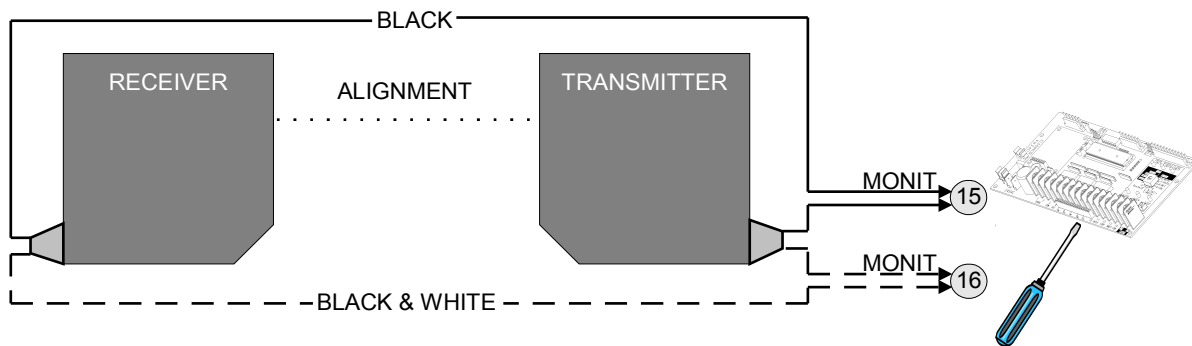 BLACK
RECEIVER
TRANSMITTER
ALIGNMENT
MONIT
15
MONIT
16
BLACK & WHITE